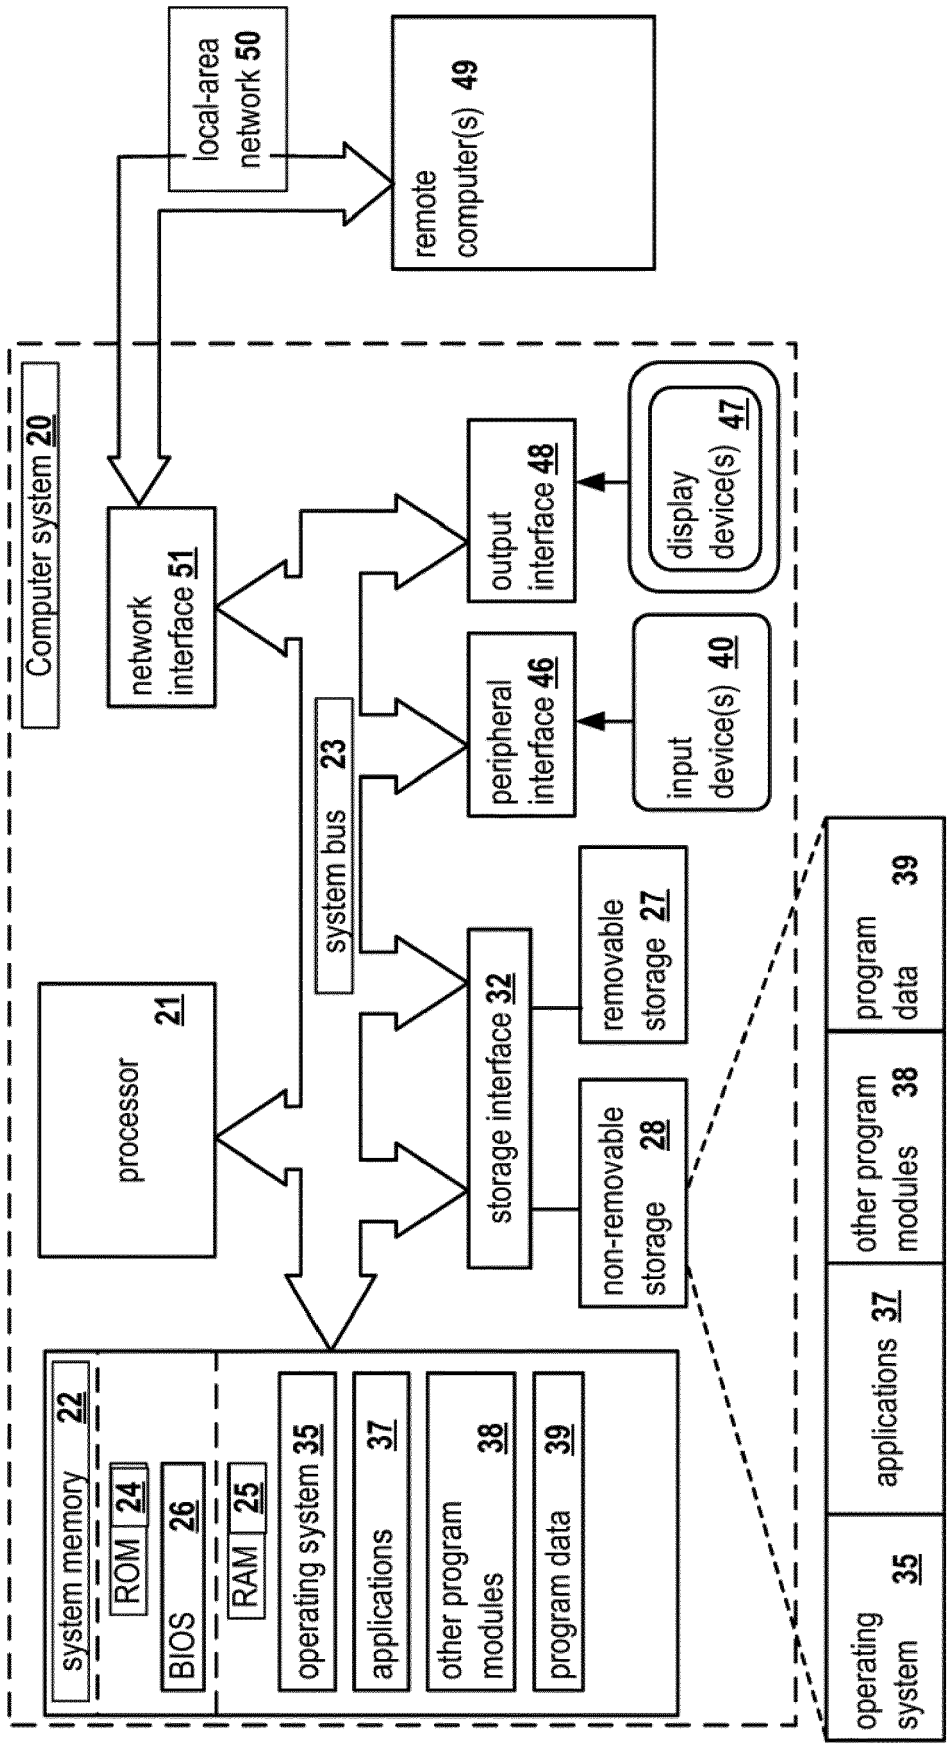 Computer system 20
system memory 22
ROM 24
BIOS 26
RAM 25
operating system 35
applications 37
other program
modules 38
program data 39
processor 21
network
interface 51
local-area
network 50
remote
computer(s) 49
system bus 23
storage interface 32
peripheral
interface 46
output
interface 48
non-removable
storage 28
removable
storage 27
input
device(s) 40
display
device(s) 47
operating
system 35
applications 37
other program
modules 38
program
data 39